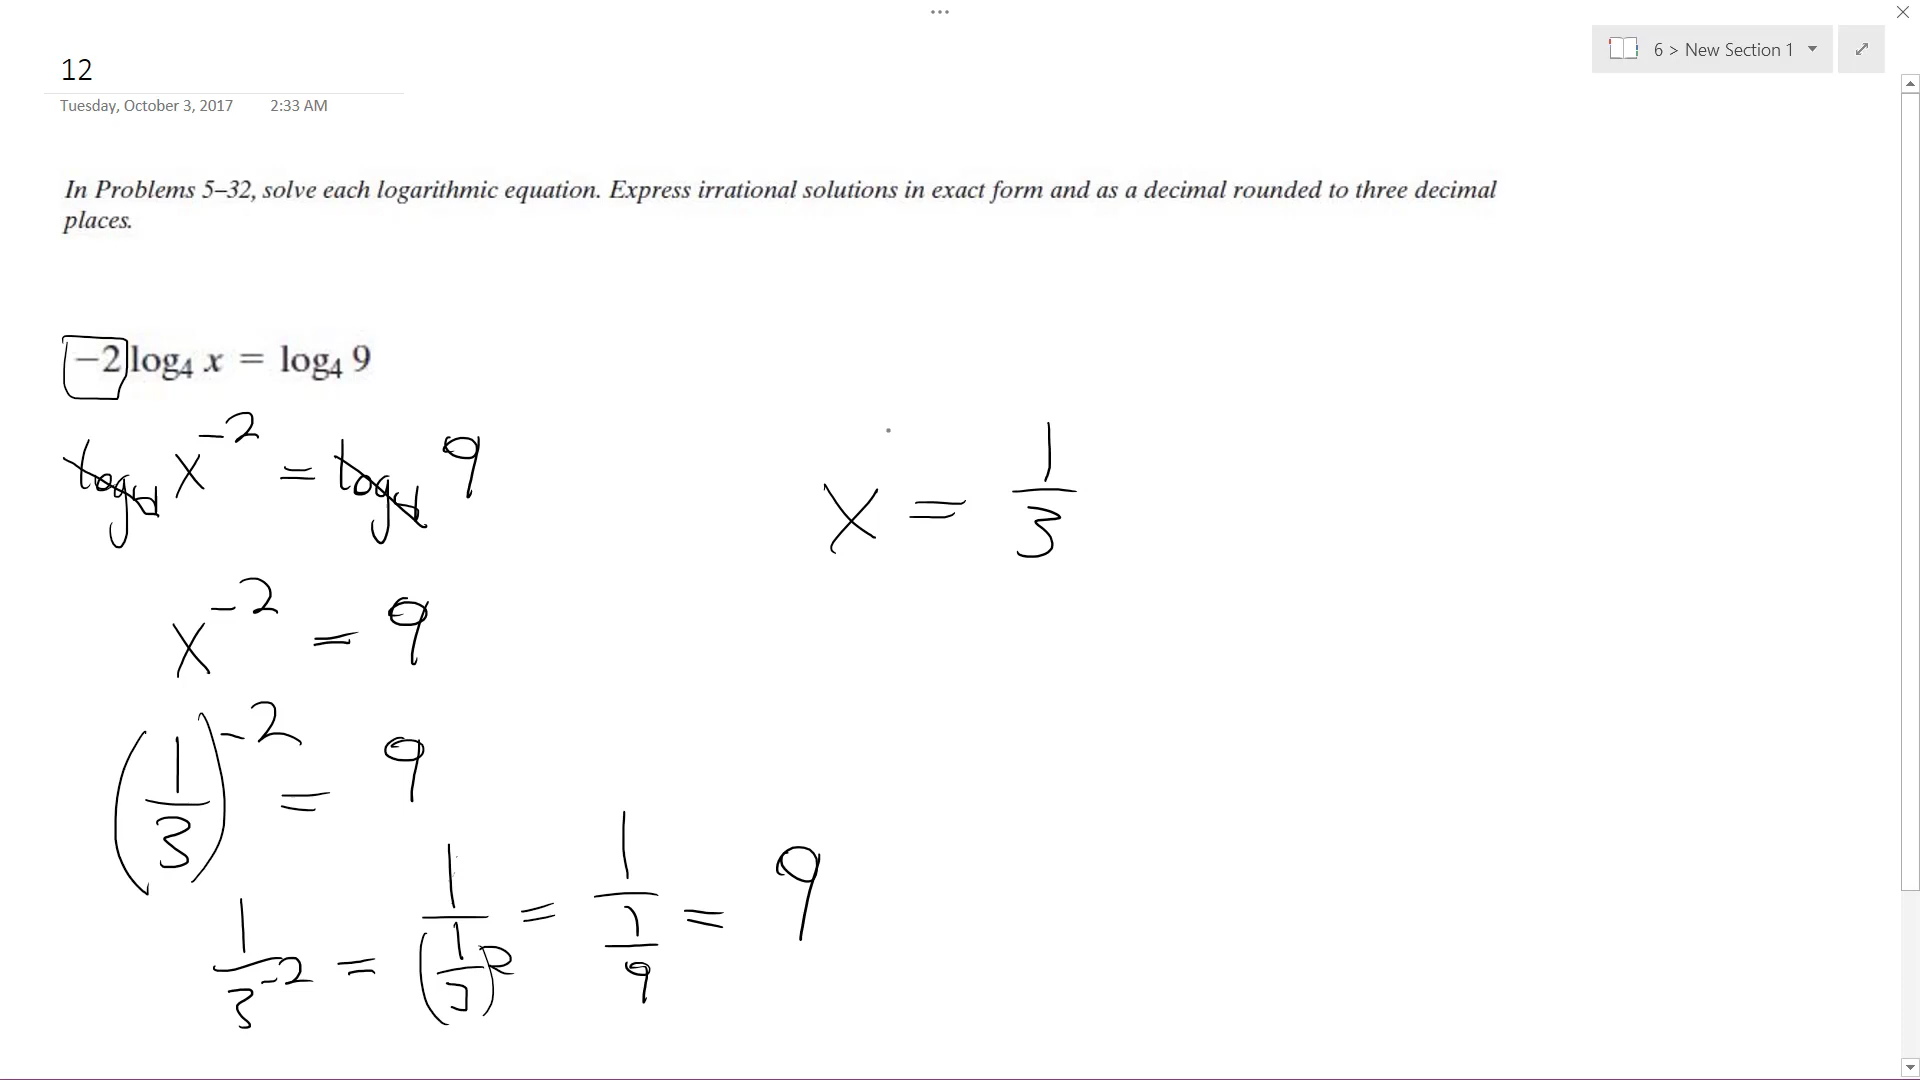 6 > New Section 1
12
Tuesday, October 3, 2017 2:33 AM
In Problems 5–32, solve each logarithmic equation. Express irrational solutions in exact form and as a decimal rounded to three decimal
places.
−2 log₄ x = log₄ 9
log₄ x⁻² = log₄ 9
x⁻² = 9
(1/3)⁻² = 9
1/3⁻² = 1/(1/3)² = 1/(1/9) = 9
x = 1/3